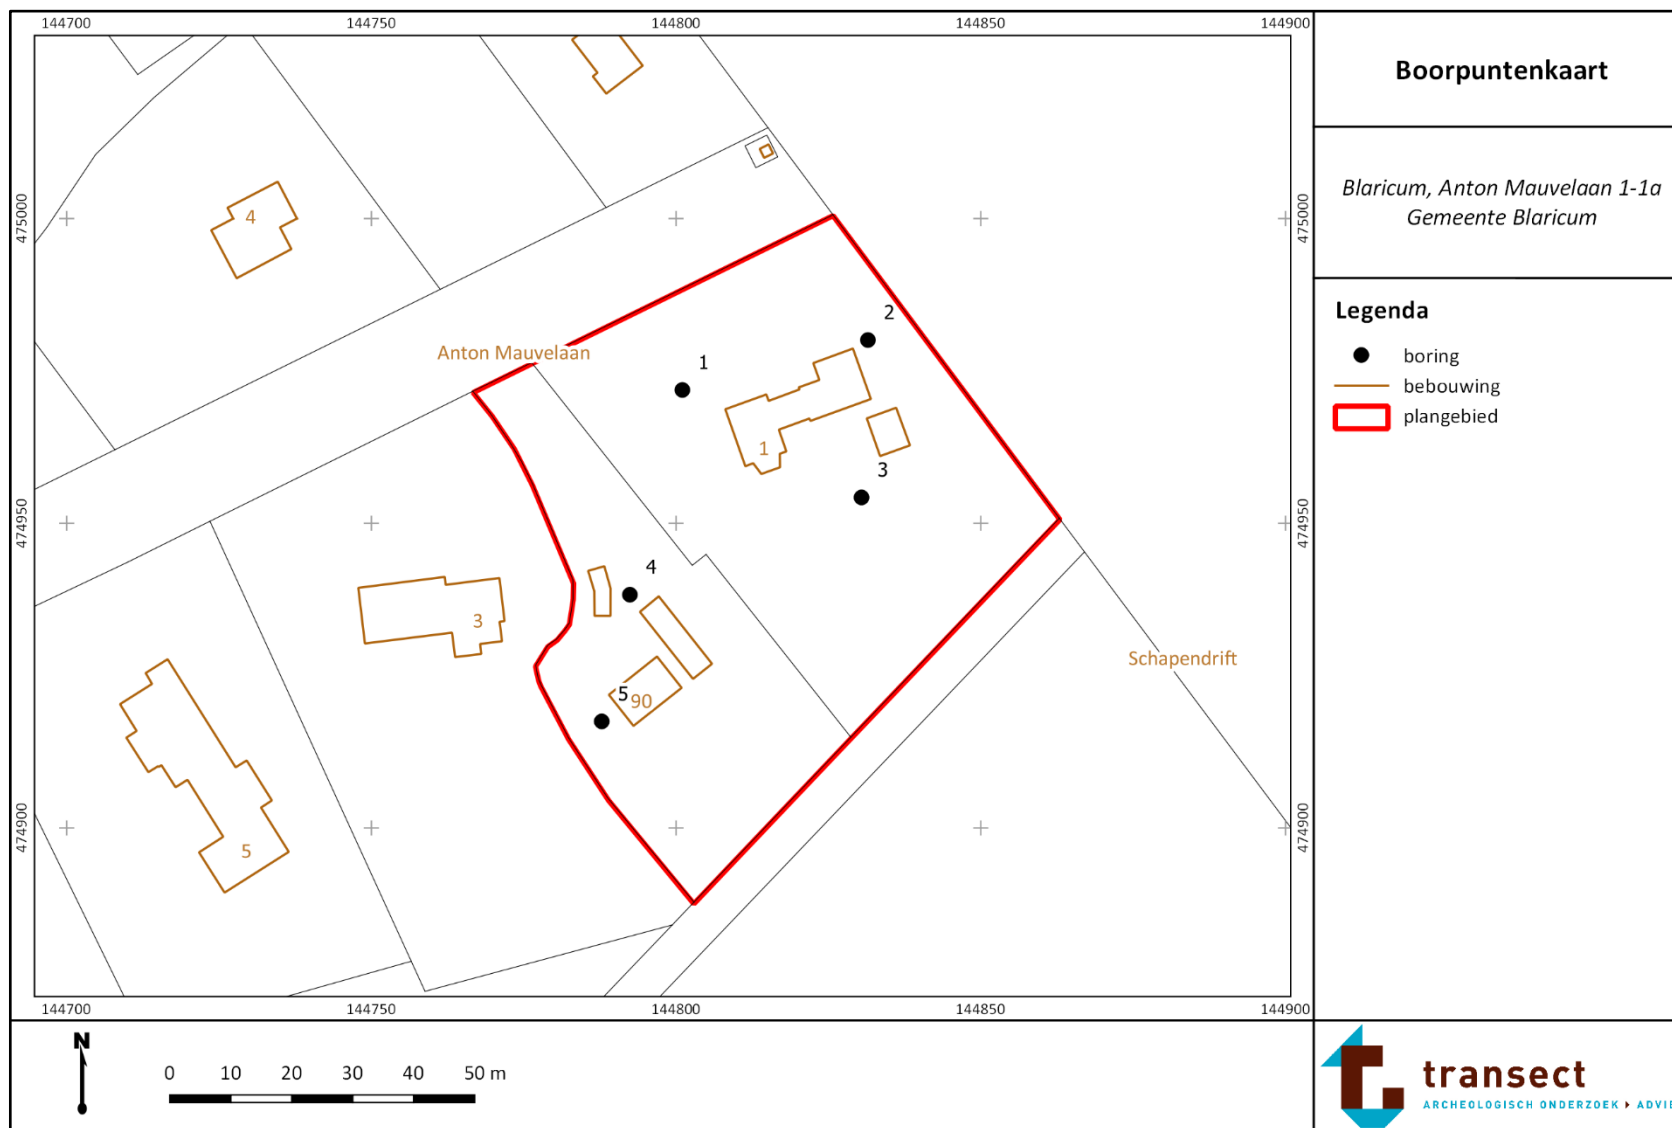 144700 144750 144800 144850 144900
Boorpuntenkaart
Blaricum, Anton Mauvelaan 1-1a
Gemeente Blaricum
Legenda
boring
bebouwing
plangebied
475000
475000
4
2
Anton Mauvelaan
1
1
3
474950
474950
4
3
Schapendrift
5
90
474900
474900
5
144700 144750 144800 144850 144900
N
0 10 20 30 40 50 m
transect
ARCHEOLOGISCH ONDERZOEK ▸ ADVIE